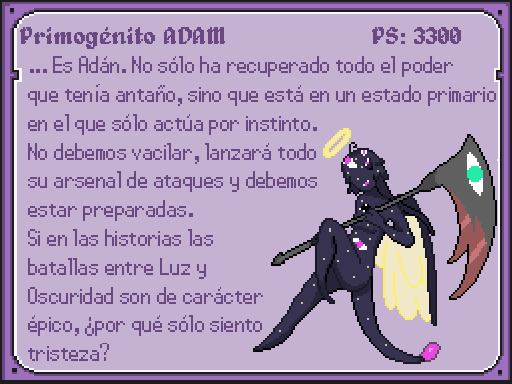 Primogénito ADAM PS: 3300
... Es Adán. No sólo ha recuperado todo el poder
que tenía antaño, sino que está en un estado primario
en el que sólo actúa por instinto.
No debemos vacilar, lanzará todo
su arsenal de ataques y debemos
estar preparadas.
Si en las historias las
batallas entre Luz y
Oscuridad son de carácter
épico, ¿por qué sólo siento
tristeza?